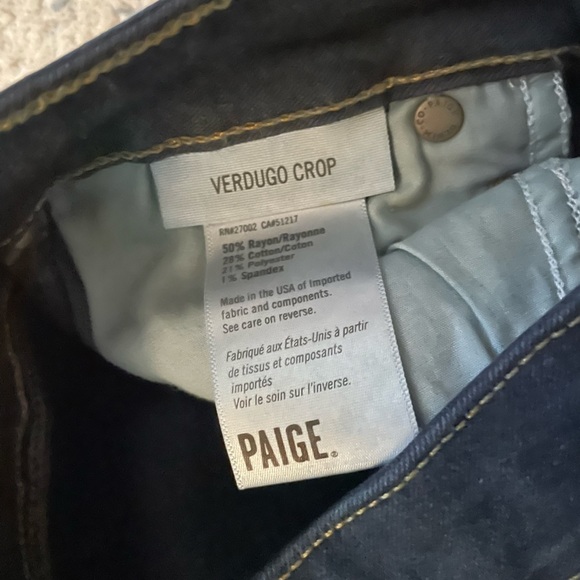 VERDUGO CROP
RN#27002 CA#51217
50% Rayon/Rayonne
28% Cotton/Coton
21% Polyester
1% Spandex
Made in the USA of Imported
fabric and components.
See care on reverse.
Fabriqué aux États-Unis à partir
de tissus et composants
importés
Voir le soin sur l'inverse.
PAIGE®